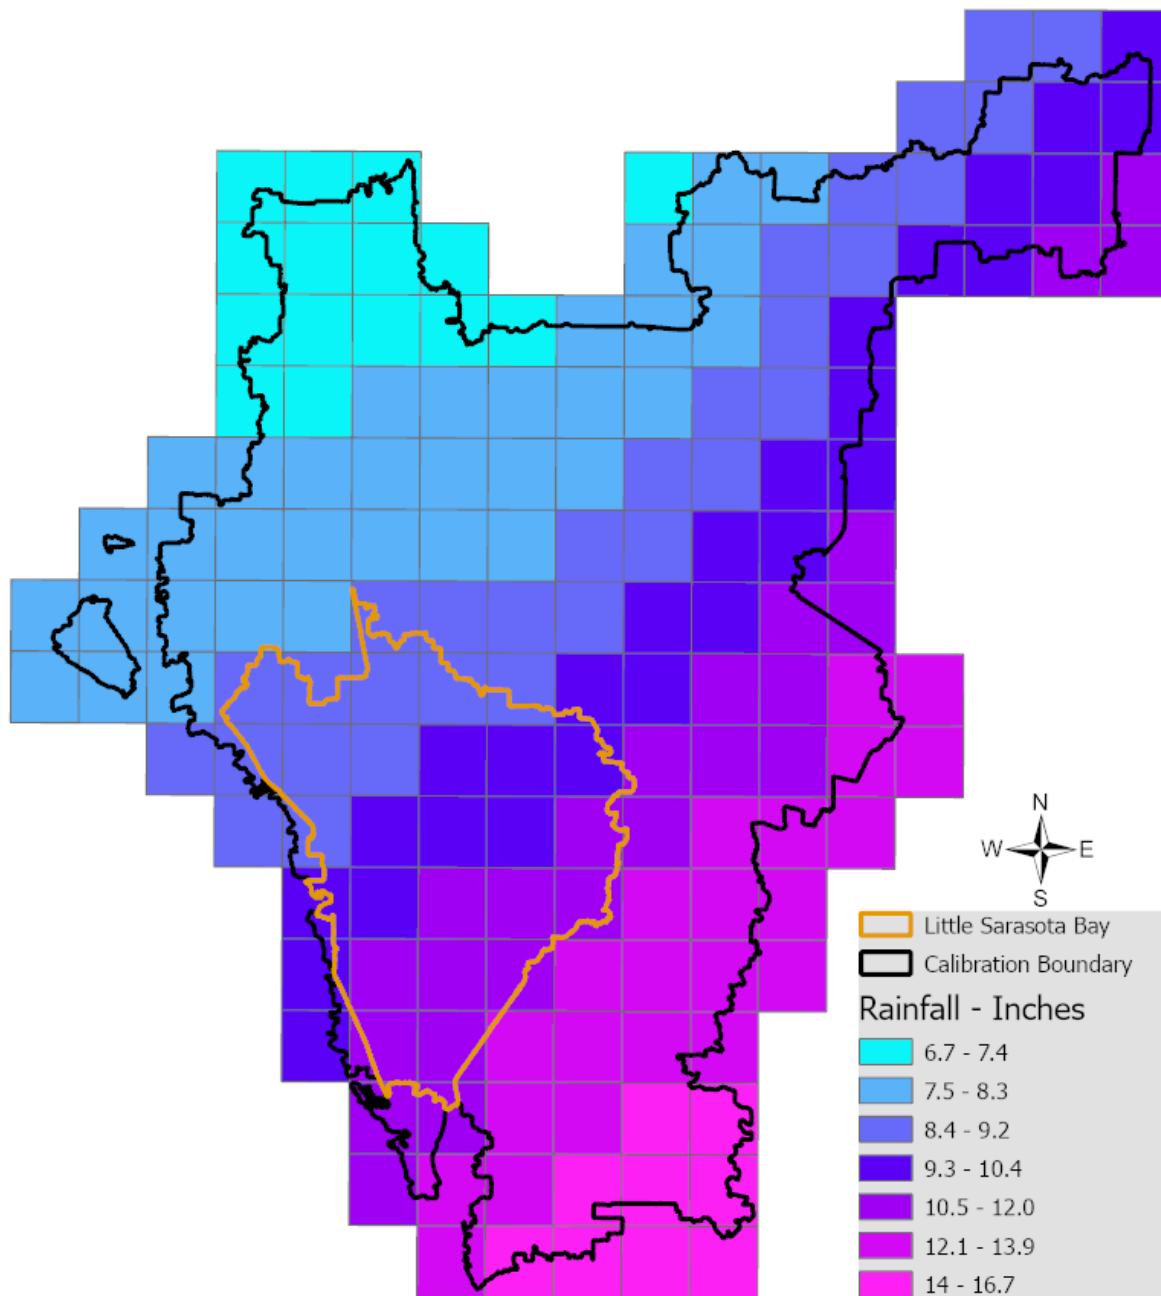 N
W E
S
Little Sarasota Bay
Calibration Boundary
Rainfall - Inches
6.7 - 7.4
7.5 - 8.3
8.4 - 9.2
9.3 - 10.4
10.5 - 12.0
12.1 - 13.9
14 - 16.7